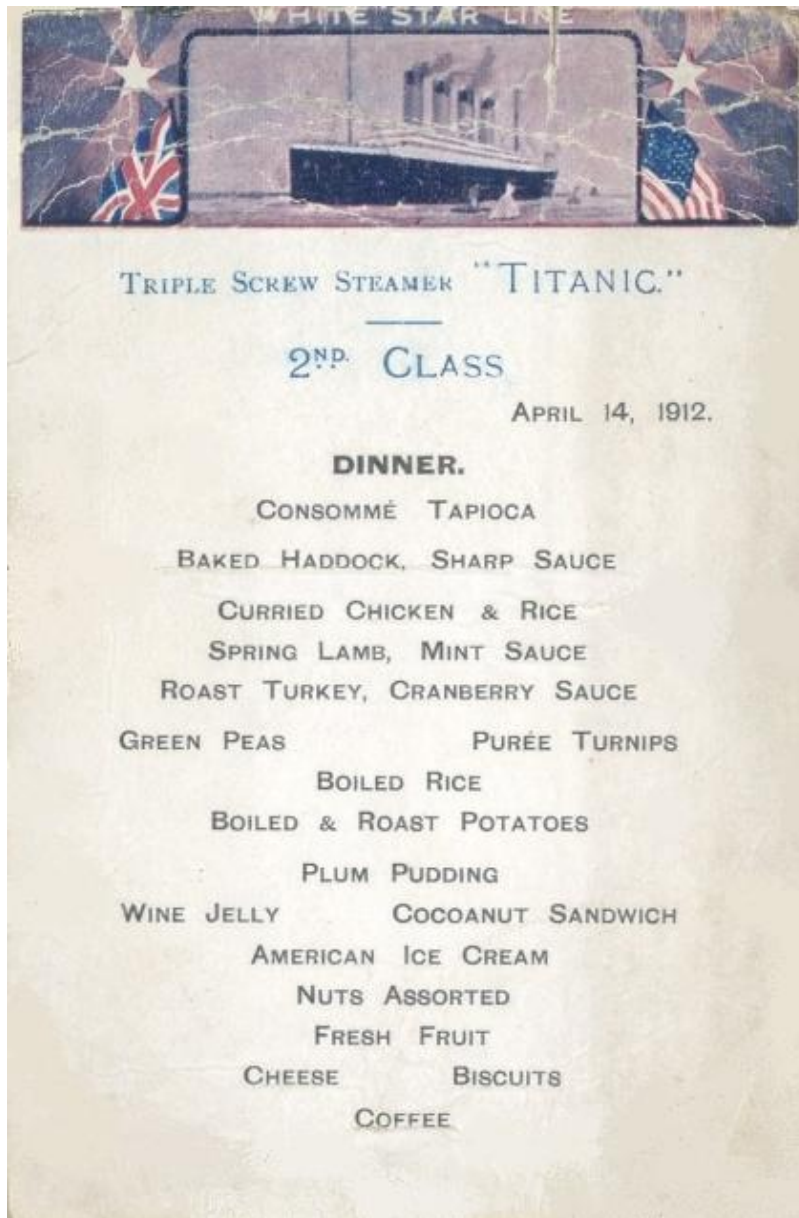 WHITE STAR LINE
TRIPLE SCREW STEAMER "TITANIC."
2ND. CLASS
APRIL 14, 1912.
DINNER.
CONSOMMÉ TAPIOCA
BAKED HADDOCK, SHARP SAUCE
CURRIED CHICKEN & RICE
SPRING LAMB, MINT SAUCE
ROAST TURKEY, CRANBERRY SAUCE
GREEN PEAS PURÉE TURNIPS
BOILED RICE
BOILED & ROAST POTATOES
PLUM PUDDING
WINE JELLY COCOANUT SANDWICH
AMERICAN ICE CREAM
NUTS ASSORTED
FRESH FRUIT
CHEESE BISCUITS
COFFEE